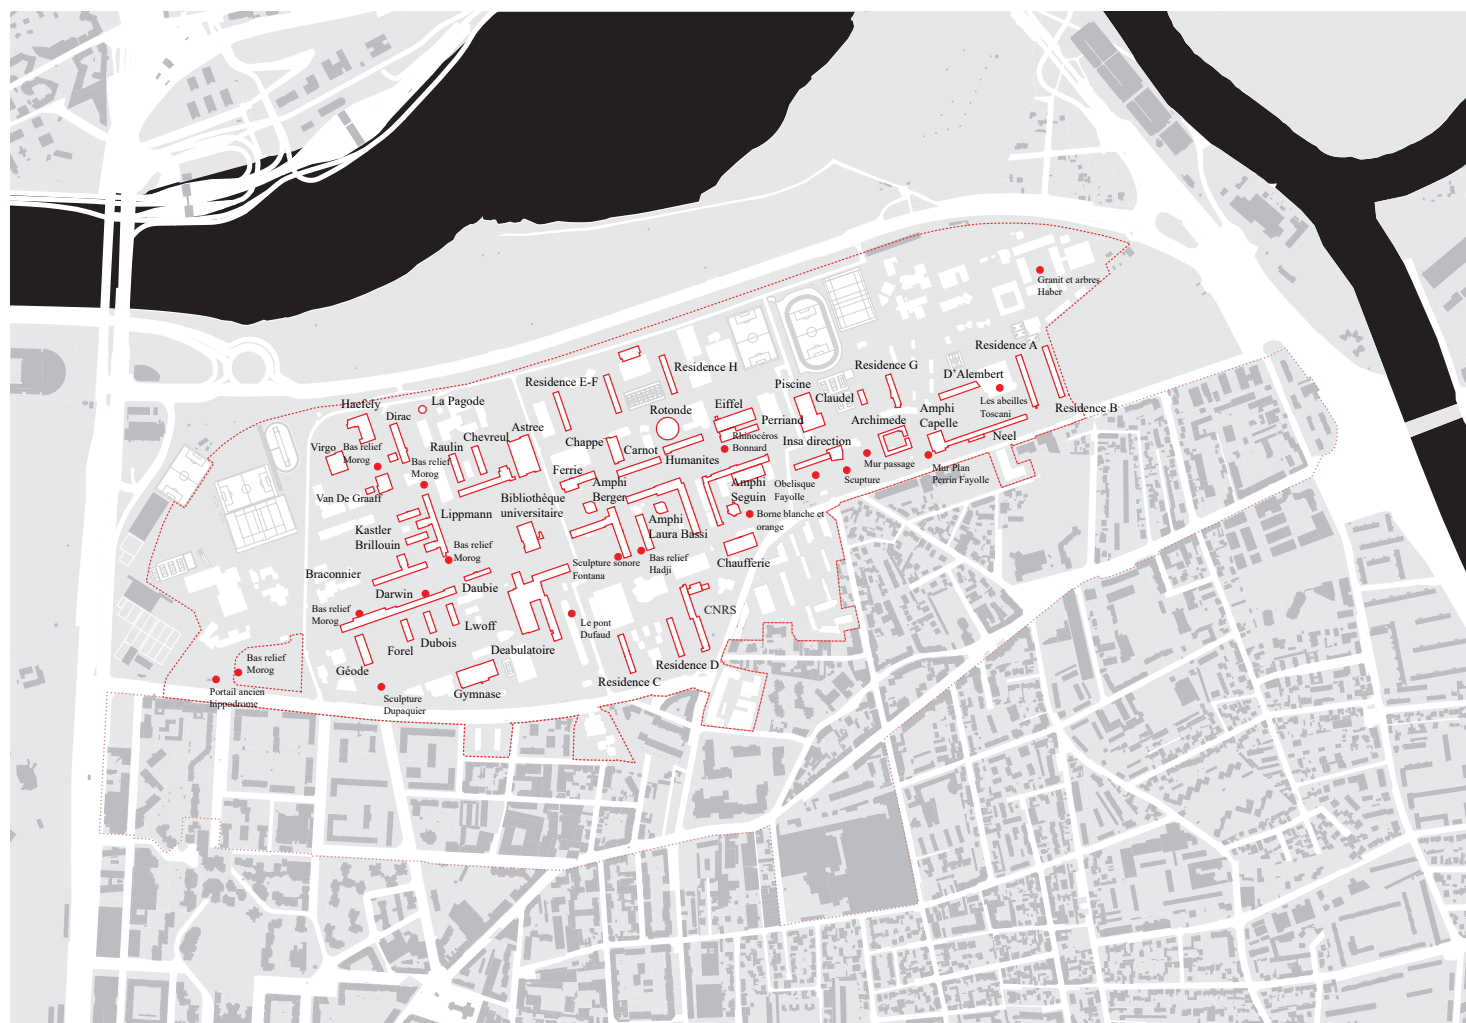 Granit et arbres
Haber
Residence A
Residence H
Residence G
D'Alembert
Residence E-F
Piscine
Claudel
Les abeilles
Toscani
Residence B
La Pagode
Haefely
Dirac
Rotonde
Eiffel
Perriand
Archimede
Amphi
Capelle
Neel
Astree
Chevreul
Raulin
Chappe
Carnot
Humanites
Rhinocéros
Bonnard
Insa direction
Virgo
Bas relief
Morog
Bas relief
Morog
Ferrie
Mur passage
Mur Plan
Perrin Fayolle
Scupture
Obelisque
Fayolle
Van De Graaff
Amphi
Berger
Amphi
Seguin
Bibliothèque
universitaire
Lippmann
Borne blanche et
orange
Amphi
Laura Bassi
Kastler
Brillouin
Bas relief
Morog
Sculpture sonore
Fontana
Bas relief
Hadji
Chaufferie
Braconnier
Darwin
Daubie
Bas relief
Morog
CNRS
Le pont
Dufaud
Lwoff
Dubois
Forel
Deabulatoire
Géode
Bas relief
Morog
Residence D
Residence C
Gymnase
Portail ancien
hippodrome
Sculpture
Dupaquier